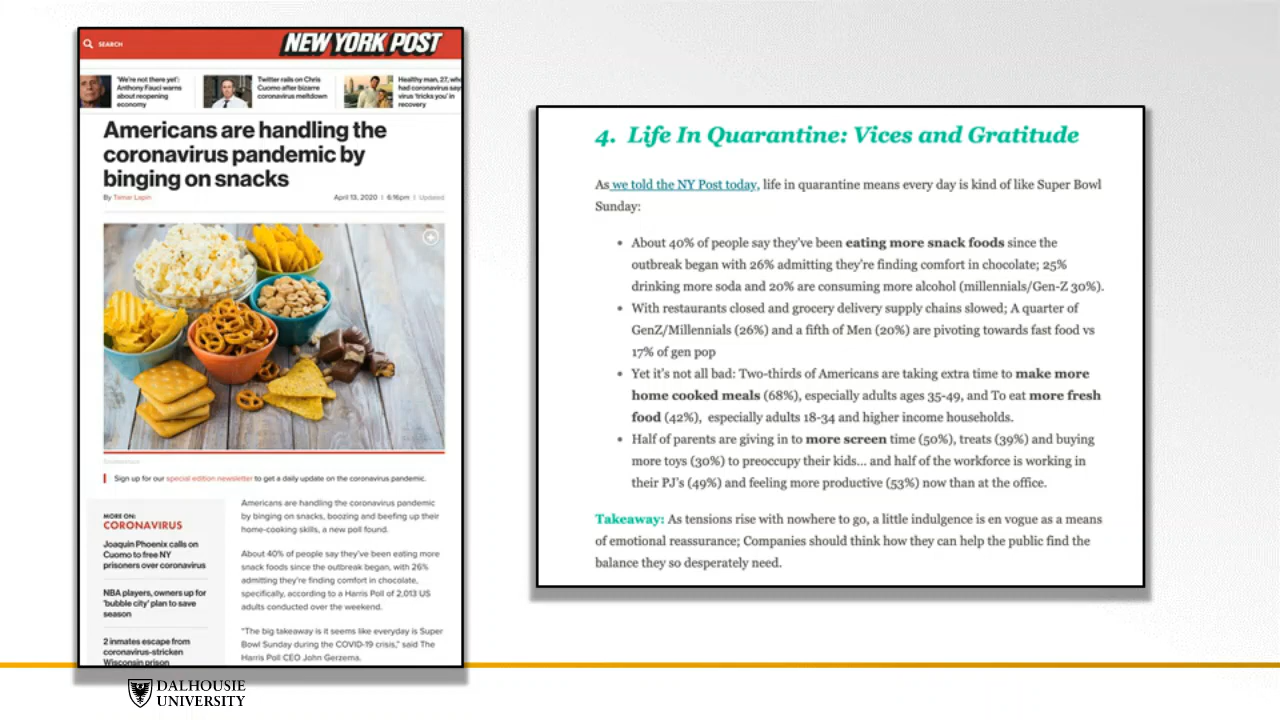 SEARCH
NEW YORK POST
'We're not there yet':
Anthony Fauci warns
about reopening
economy
Twitter rails on Chris
Cuomo after bizarre
coronavirus meltdown
Healthy man, 27, who
had coronavirus says
virus 'tricks you' in
recovery
Americans are handling the
coronavirus pandemic by
binging on snacks
By Tamar Lapin
April 13, 2020 | 6:16pm | Updated
Shutterstock
Sign up for our special edition newsletter to get a daily update on the coronavirus pandemic.
MORE ON:
CORONAVIRUS
Joaquin Phoenix calls on
Cuomo to free NY
prisoners over coronavirus
NBA players, owners up for
'bubble city' plan to save
season
2 inmates escape from
coronavirus-stricken
Wisconsin prison
Americans are handling the coronavirus pandemic
by binging on snacks, boozing and beefing up their
home-cooking skills, a new poll found.
About 40% of people say they've been eating more
snack foods since the outbreak began, with 26%
admitting they're finding comfort in chocolate,
specifically, according to a Harris Poll of 2,013 US
adults conducted over the weekend.
"The big takeaway is it seems like everyday is Super
Bowl Sunday during the COVID-19 crisis," said The
Harris Poll CEO John Gerzema.
4. Life In Quarantine: Vices and Gratitude
As we told the NY Post today, life in quarantine means every day is kind of like Super Bowl
Sunday:
• About 40% of people say they've been eating more snack foods since the
outbreak began with 26% admitting they're finding comfort in chocolate; 25%
drinking more soda and 20% are consuming more alcohol (millennials/Gen-Z 30%).
• With restaurants closed and grocery delivery supply chains slowed; A quarter of
GenZ/Millennials (26%) and a fifth of Men (20%) are pivoting towards fast food vs
17% of gen pop
• Yet it's not all bad: Two-thirds of Americans are taking extra time to make more
home cooked meals (68%), especially adults ages 35-49, and To eat more fresh
food (42%), especially adults 18-34 and higher income households.
• Half of parents are giving in to more screen time (50%), treats (39%) and buying
more toys (30%) to preoccupy their kids... and half of the workforce is working in
their PJ's (49%) and feeling more productive (53%) now than at the office.
Takeaway: As tensions rise with nowhere to go, a little indulgence is en vogue as a means
of emotional reassurance; Companies should think how they can help the public find the
balance they so desperately need.
DALHOUSIE
UNIVERSITY